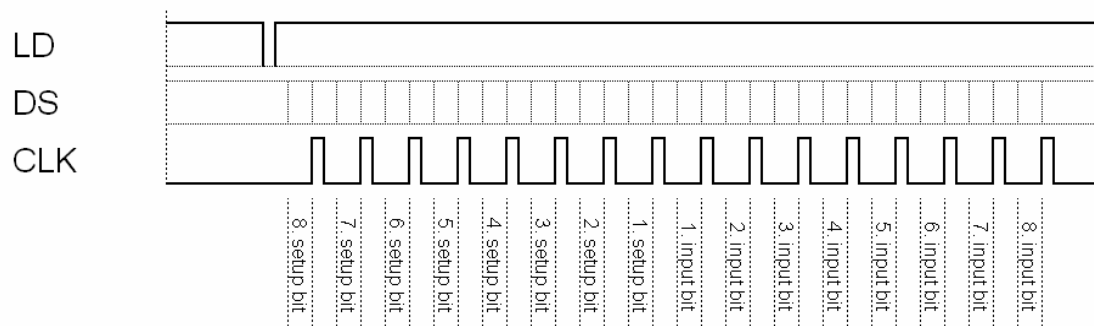 LD
DS
CLK
8. setup bit
7. setup bit
6. setup bit
5. setup bit
4. setup bit
3. setup bit
2. setup bit
1. setup bit
1. input bit
2. input bit
3. input bit
4. input bit
5. input bit
6. input bit
7. input bit
8. input bit